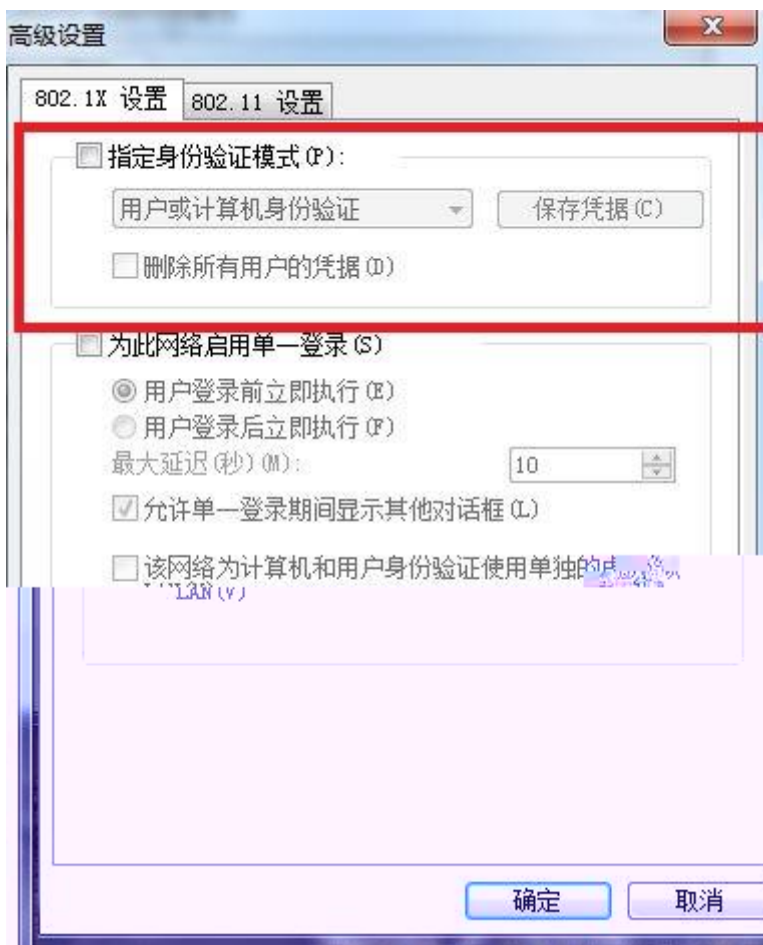 高级设置
802.1X 设置 802.11 设置
指定身份验证模式(P):
用户或计算机身份验证 保存凭据(C)
删除所有用户的凭据(D)
为此网络启用单一登录(S)
用户登录前立即执行(E)
用户登录后立即执行(F)
最大延迟(秒)(M): 10
允许单一登录期间显示其他对话框(L)
该网络为计算机和用户身份验证使用单独的
LAN(V)
确定 取消